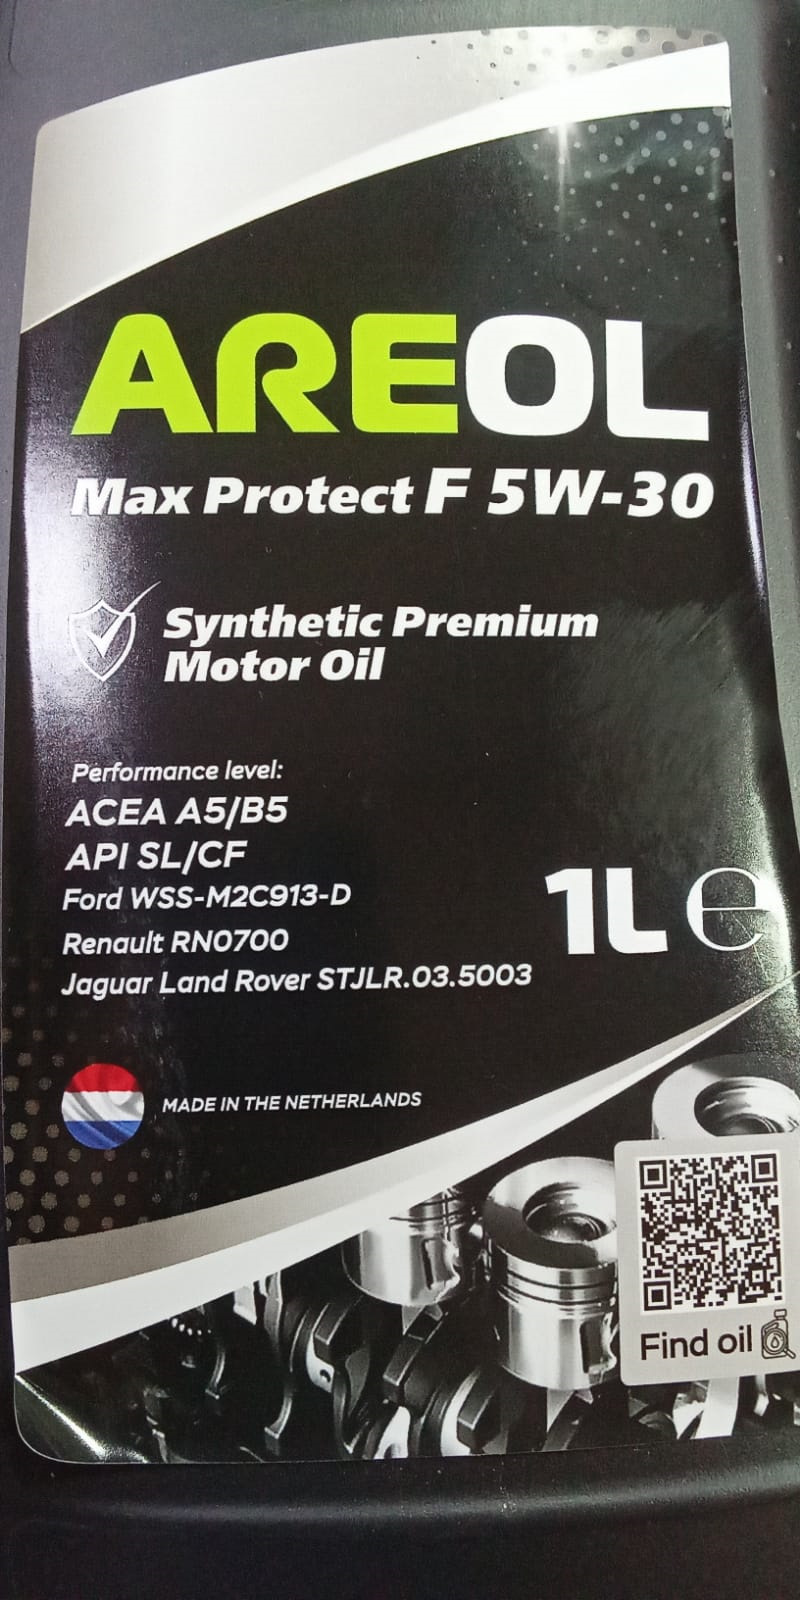 AREOL
Max Protect F 5W-30
Synthetic Premium
Motor Oil
Performance level:
ACEA A5/B5
API SL/CF
Ford WSS-M2C913-D
Renault RN0700
Jaguar Land Rover STJLR.03.5003
1L e
MADE IN THE NETHERLANDS
Find oil